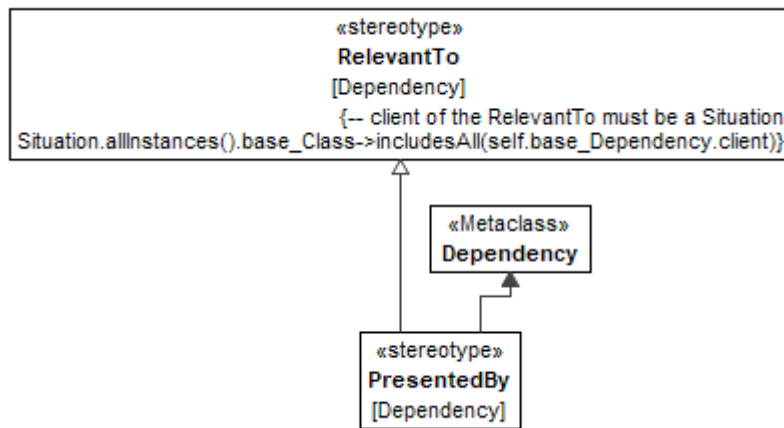 «stereotype»
RelevantTo
[Dependency]
{-- client of the RelevantTo must be a Situation
Situation.allInstances().base_Class->includesAll(self.base_Dependency.client)}
«Metaclass»
Dependency
«stereotype»
PresentedBy
[Dependency]